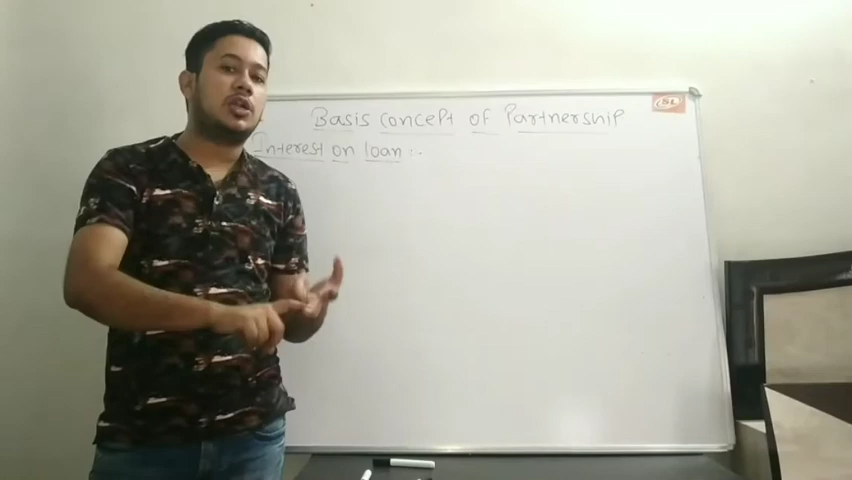 Basis concept of Partnership
Interest on loan :-